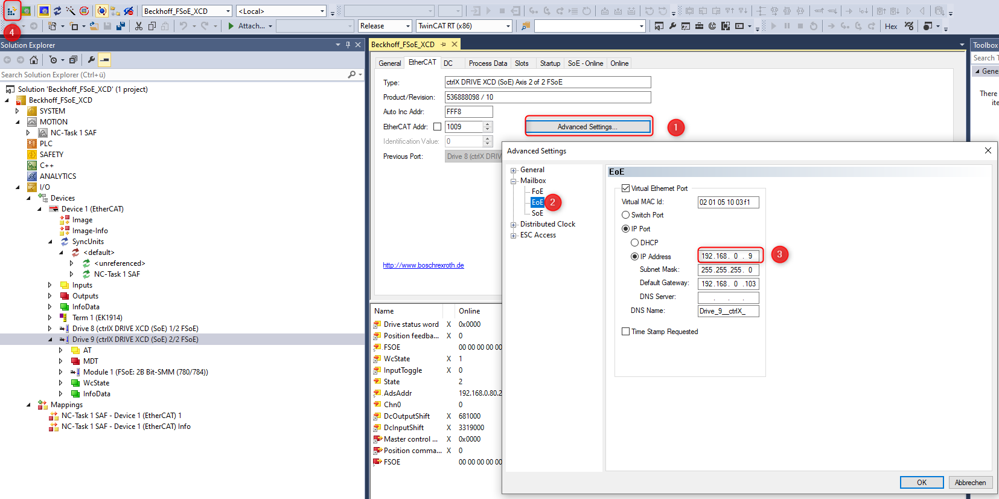 Beckhoff_FSoE_XCD
<Local>
4
Attach...
Release
TwinCAT RT (x86)
Hex
Solution Explorer
Search Solution Explorer (Ctrl+ü)
Solution 'Beckhoff_FSoE_XCD' (1 project)
Beckhoff_FSoE_XCD
SYSTEM
MOTION
NC-Task 1 SAF
PLC
SAFETY
C++
ANALYTICS
I/O
Devices
Device 1 (EtherCAT)
Image
Image-Info
SyncUnits
<default>
<unreferenced>
NC-Task 1 SAF
Inputs
Outputs
InfoData
Term 1 (EK1914)
Drive 8 (ctrlX DRIVE XCD (SoE) 1/2 FSoE)
Drive 9 (ctrlX DRIVE XCD (SoE) 2/2 FSoE)
AT
MDT
Module 1 (FSoE: 2B Bit-SMM (780/784))
WcState
InfoData
Mappings
NC-Task 1 SAF - Device 1 (EtherCAT) 1
NC-Task 1 SAF - Device 1 (EtherCAT) Info
Beckhoff_FSoE_XCD
General EtherCAT DC Process Data Slots Startup SoE - Online Online
Type: ctrlX DRIVE XCD (SoE) Axis 2 of 2 FSoE
Product/Revision: 536888098 / 10
Auto Inc Addr: FFF8
EtherCAT Addr: 1009 Advanced Settings... 1
Identification Value: 0
Previous Port: Drive 8 (ctrlX DRIV
http://www.boschrexroth.de
Name Online
Drive status word X 0x0000
Position feedba... X 0
FSOE 00 00 00 00 00
WcState X 1
InputToggle X 0
State 2
AdsAddr 192.168.0.80.2
Chn0 0
DcOutputShift X 681000
DcInputShift X 3319000
Master control ... X 0x0000
Position comma... X 0
FSOE 00 00 00 00 00
Advanced Settings
General
Mailbox
FoE
EoE 2
SoE
Distributed Clock
ESC Access
EoE
Virtual Ethernet Port
Virtual MAC Id: 02 01 05 10 03 f1
Switch Port
IP Port
DHCP
IP Address 192.168. 0 . 9 3
Subnet Mask: 255.255.255. 0
Default Gateway: 192.168. 0 .103
DNS Server: . . .
DNS Name: Drive_9__ctrlX_
Time Stamp Requested
OK Abbrechen
Toolbox
Search T
Gene
There
ite